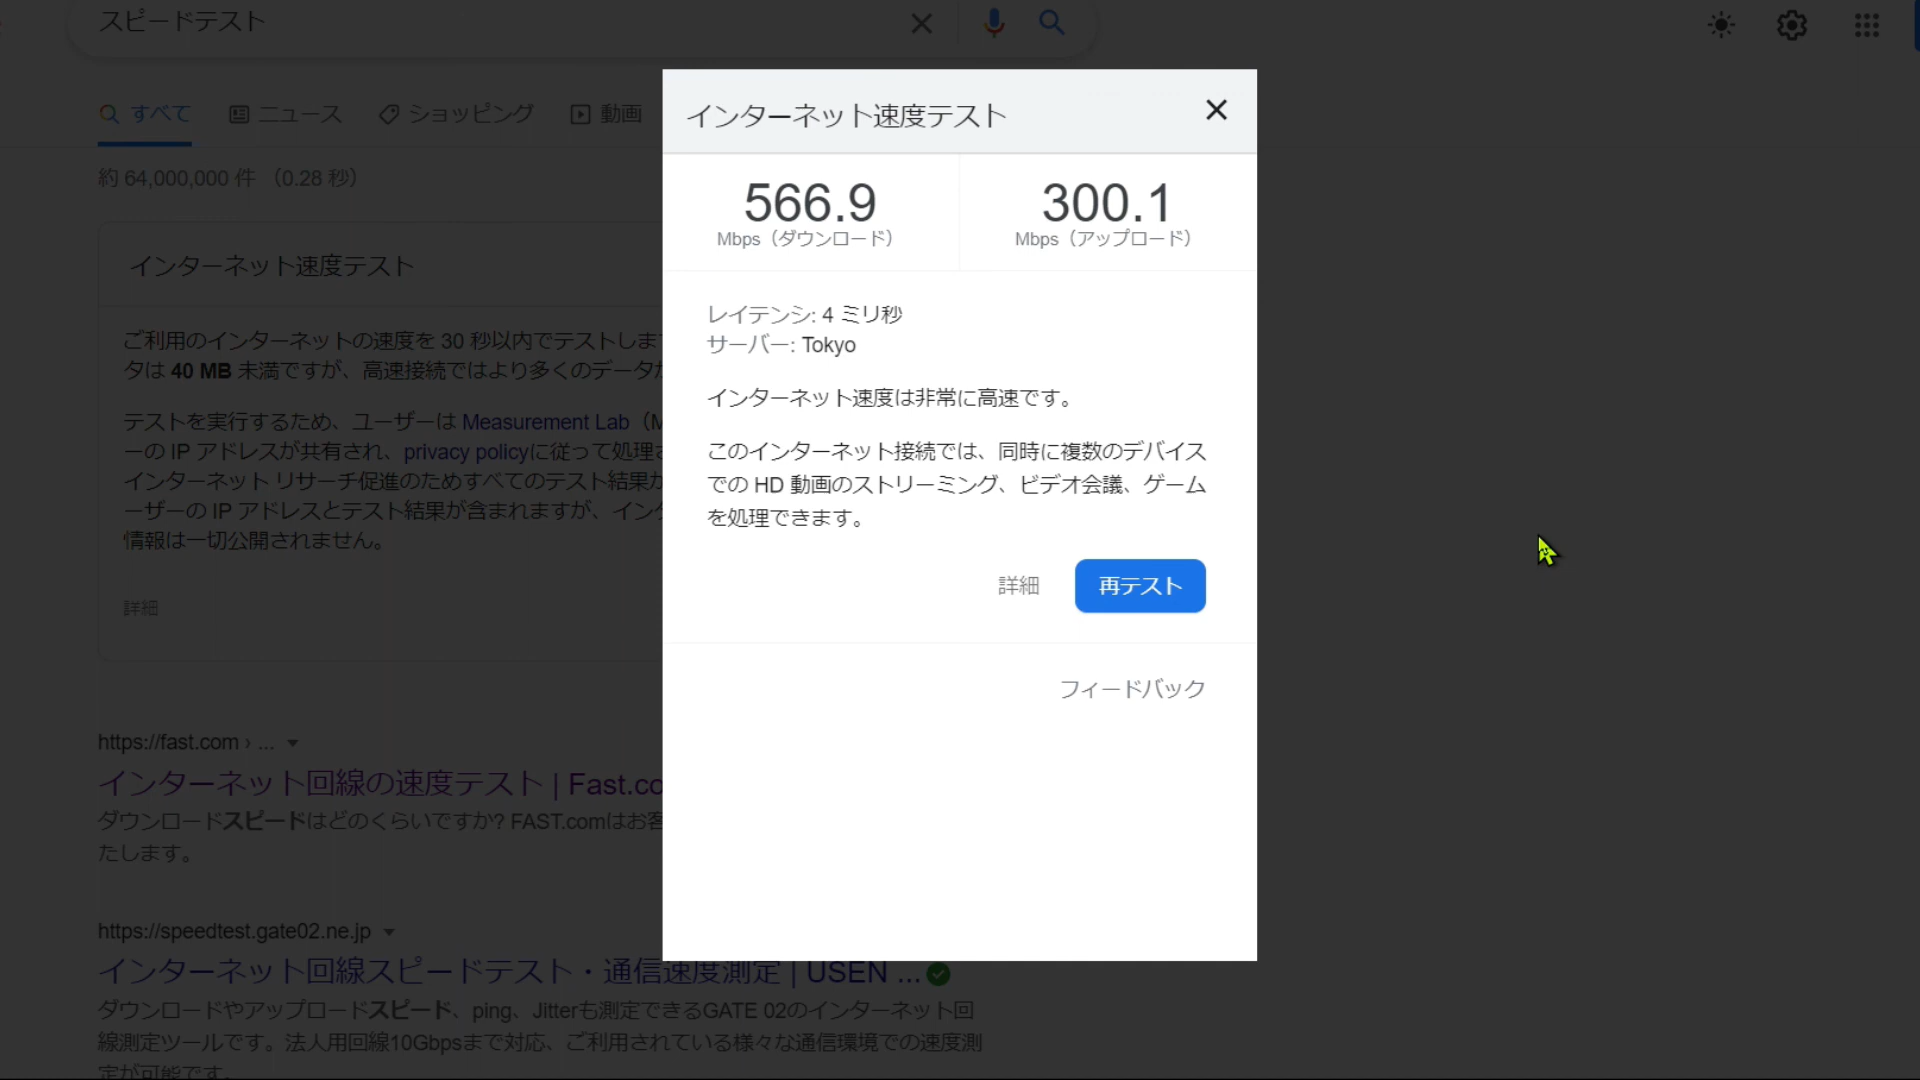 スピードテスト
すべて ニュース ショッピング 動画
約 64,000,000 件 （0.28 秒）
インターネット速度テスト
ご利用のインターネットの速度を 30 秒以内でテストしま
タは 40 MB 未満ですが、高速接続ではより多くのデータ
テストを実行するため、ユーザーは Measurement Lab（M
ーの IP アドレスが共有され、privacy policyに従って処理
インターネット リサーチ促進のためすべてのテスト結果が
ーザーの IP アドレスとテスト結果が含まれますが、イン
情報は一切公開されません。
詳細
https://fast.com › ...
インターネット回線の速度テスト | Fast.co
ダウンロードスピードはどのくらいですか? FAST.comはお客
たします。
https://speedtest.gate02.ne.jp
インターネット回線スピードテスト・通信速度測定 | USEN ...
ダウンロードやアップロードスピード、ping、Jitterも測定できるGATE 02のインターネット回
線測定ツールです。法人用回線10Gbpsまで対応、ご利用されている様々な通信環境での速度測
定が可能です。
インターネット速度テスト
566.9 300.1
Mbps（ダウンロード） Mbps（アップロード）
レイテンシ: 4 ミリ秒
サーバー: Tokyo
インターネット速度は非常に高速です。
このインターネット接続では、同時に複数のデバイス
での HD 動画のストリーミング、ビデオ会議、ゲーム
を処理できます。
詳細 再テスト
フィードバック